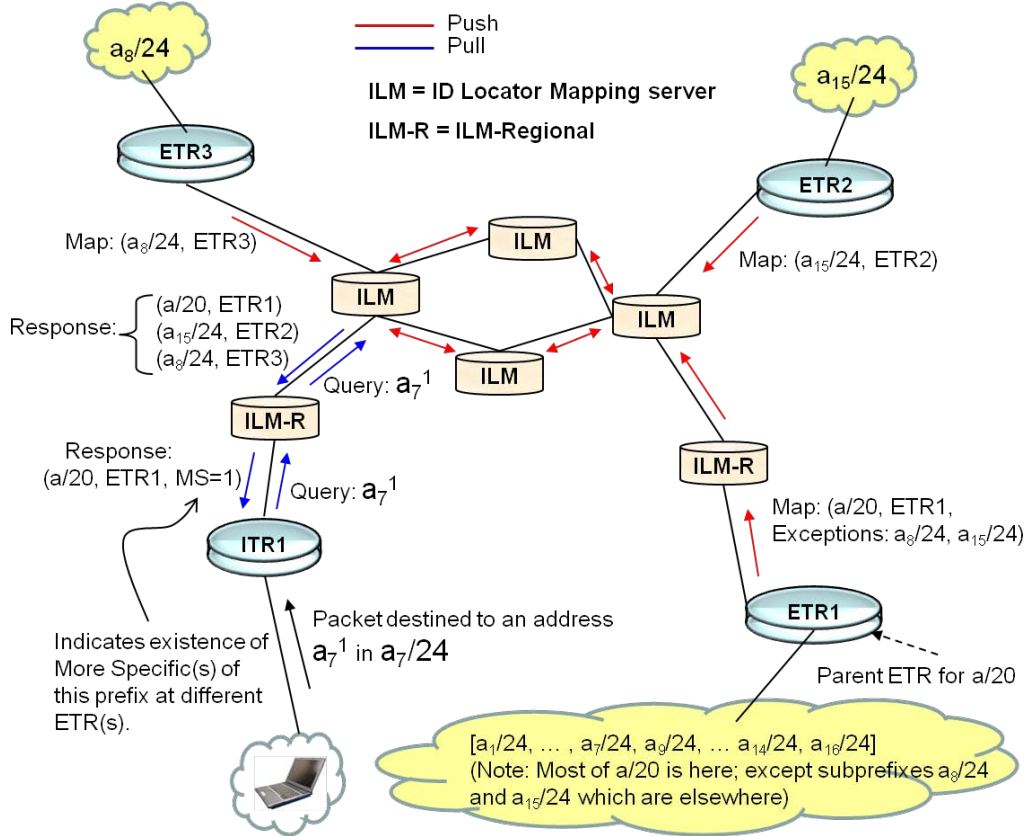 a₈/24
Push
Pull
ILM = ID Locator Mapping server
ILM-R = ILM-Regional
a₁₅/24
ETR3
ETR2
Map: (a₈/24, ETR3)
ILM
Map: (a₁₅/24, ETR2)
ILM
ILM
ILM
Response:
(a/20, ETR1)
(a₁₅/24, ETR2)
(a₈/24, ETR3)
Query: a₇¹
ILM-R
Response:
(a/20, ETR1, MS=1)
Query: a₇¹
ILM-R
Map: (a/20, ETR1,
Exceptions: a₈/24, a₁₅/24)
ITR1
ETR1
Packet destined to an address
a₇¹ in a₇/24
Indicates existence of
More Specific(s) of
this prefix at different
ETR(s).
Parent ETR for a/20
[a₁/24, … , a₇/24, a₉/24, … a₁₄/24, a₁₆/24]
(Note: Most of a/20 is here; except subprefixes a₈/24
and a₁₅/24 which are elsewhere)